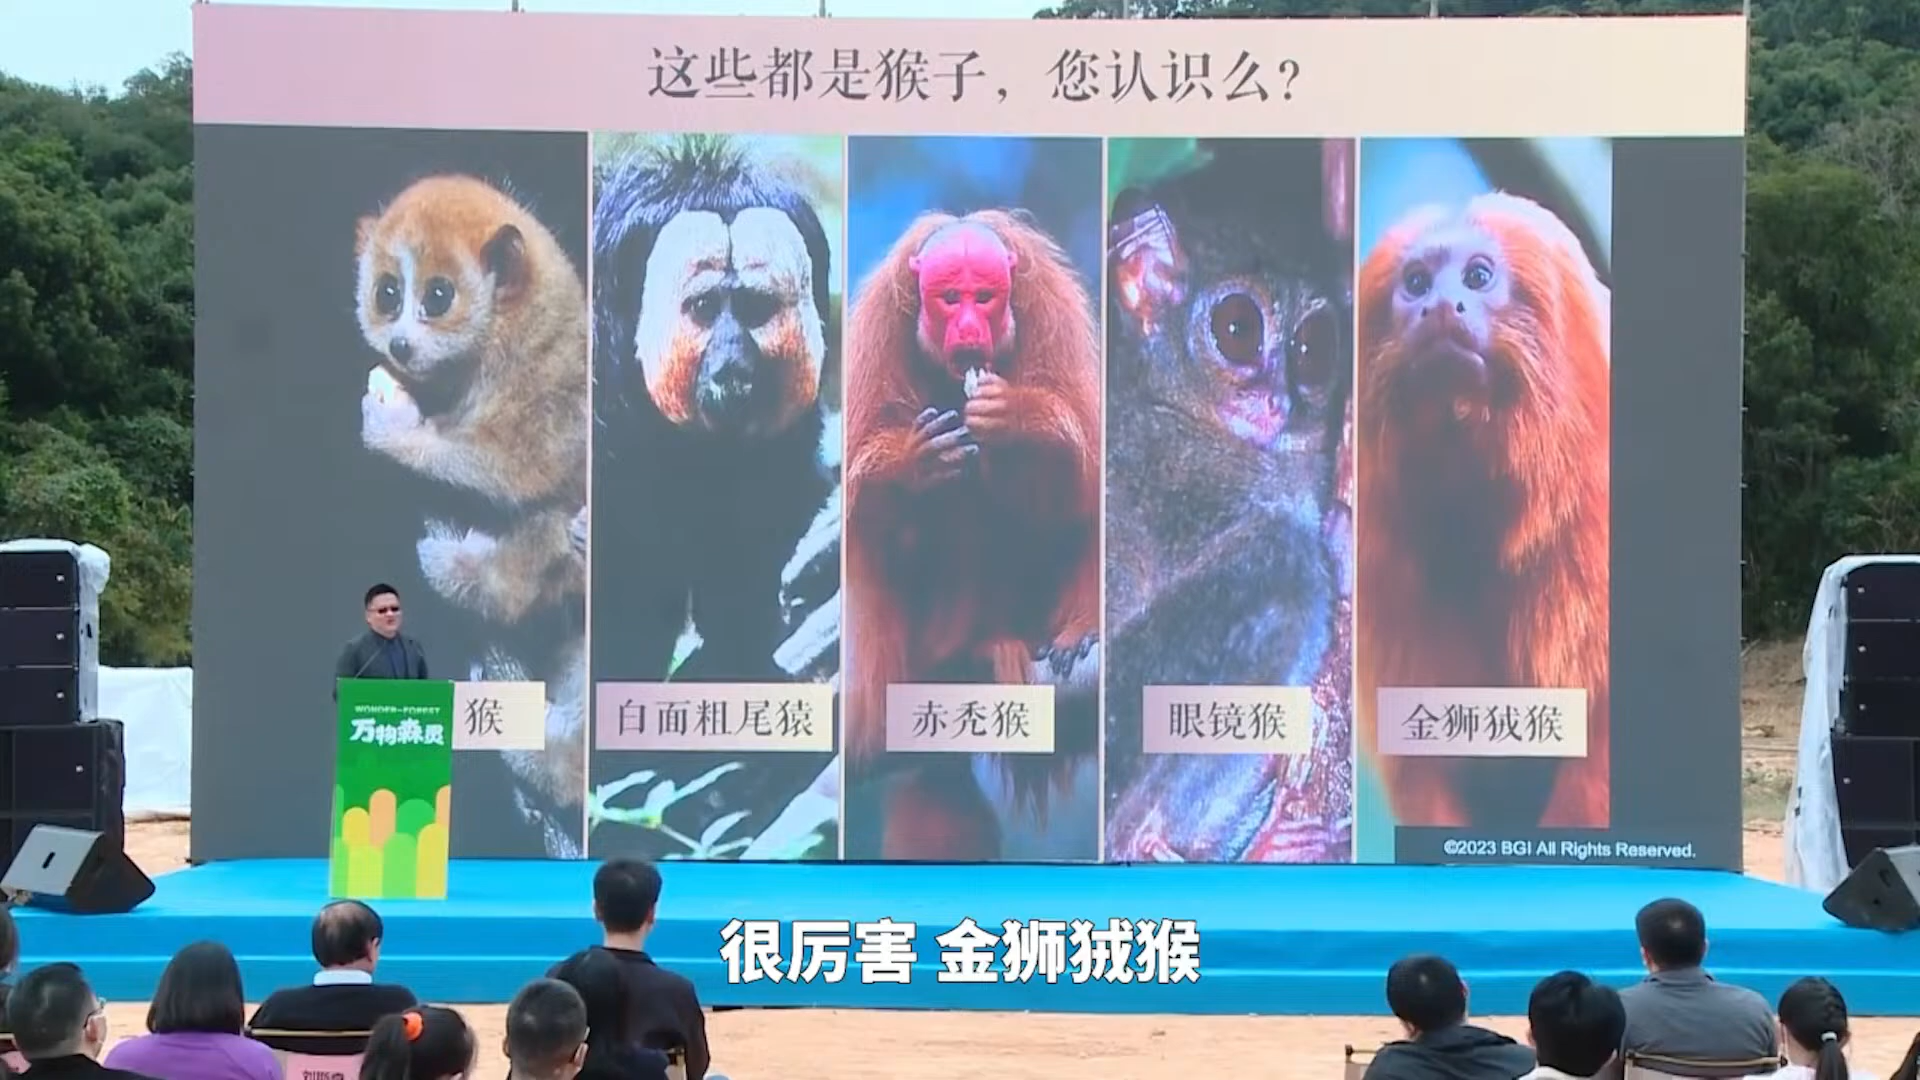 这些都是猴子，您认识么？
猴
白面粗尾猿
赤秃猴
眼镜猴
金狮狨猴
©2023 BGI All Rights Reserved.
WONDER-FOREST
万物森灵
很厉害 金狮狨猴